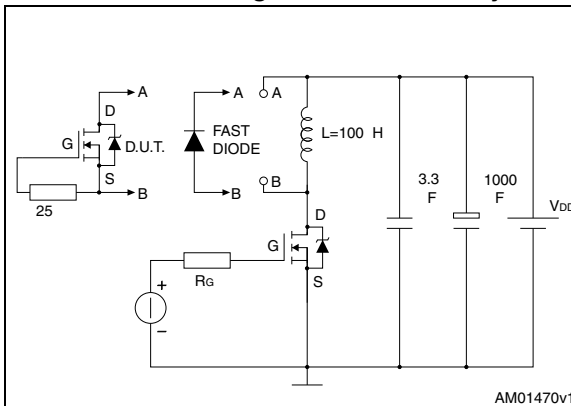 A
D
G
D.U.T.
S
B
25
A
FAST
DIODE
B
A
B
L=100 H
D
G
S
RG
+
–
3.3
F
1000
F
VDD
AM01470v1